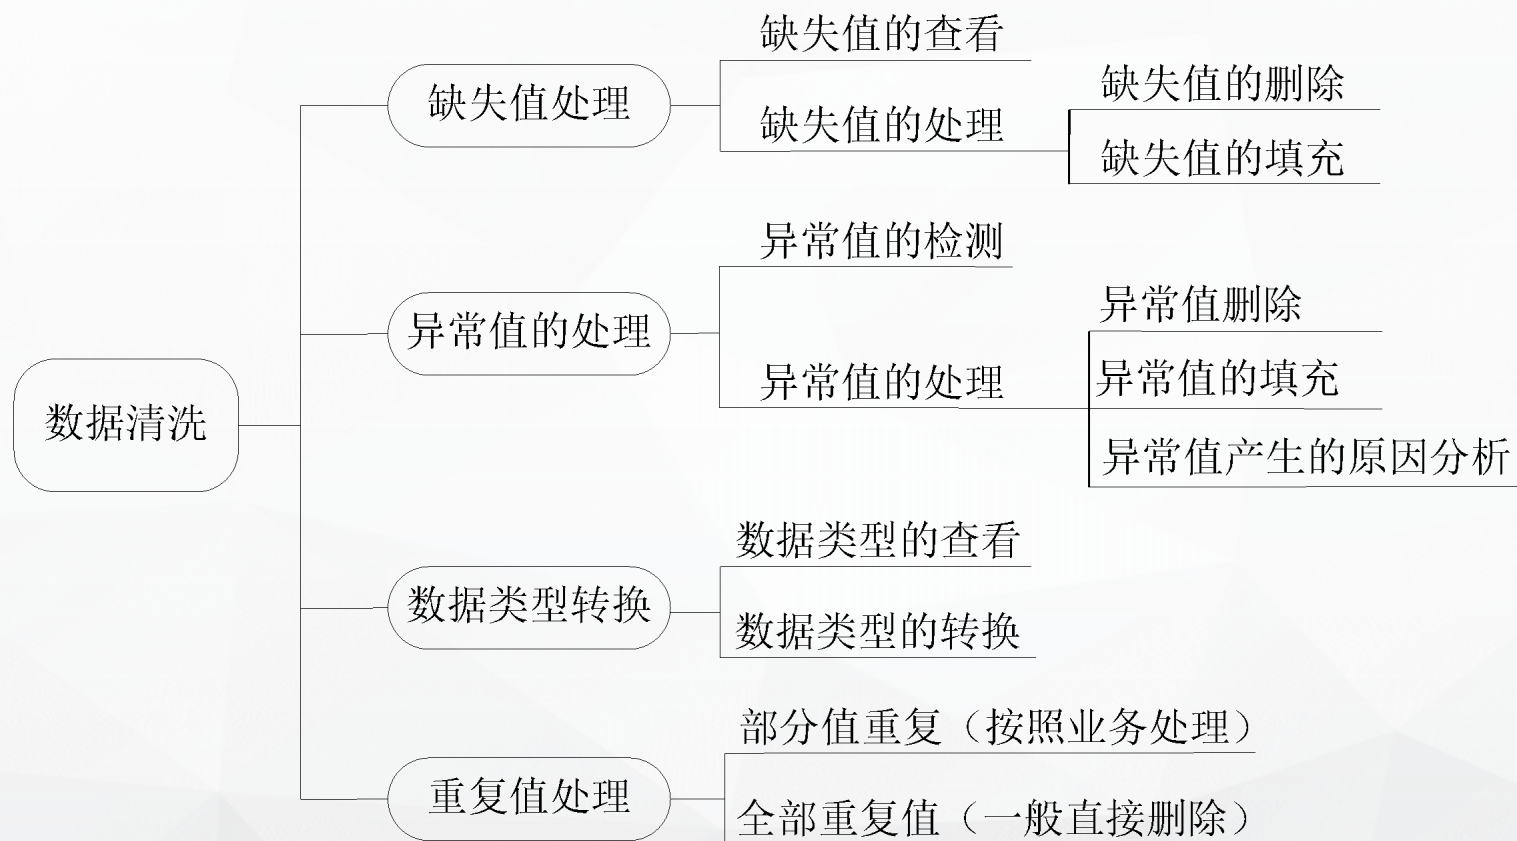 数据清洗
缺失值处理
缺失值的查看
缺失值的处理
缺失值的删除
缺失值的填充
异常值的处理
异常值的检测
异常值的处理
异常值删除
异常值的填充
异常值产生的原因分析
数据类型转换
数据类型的查看
数据类型的转换
重复值处理
部分值重复（按照业务处理）
全部重复值（一般直接删除）